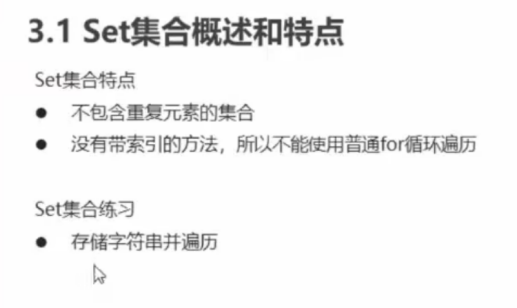 3.1 Set集合概述和特点
Set集合特点
● 不包含重复元素的集合
● 没有带索引的方法，所以不能使用普通for循环遍历
Set集合练习
● 存储字符串并遍历